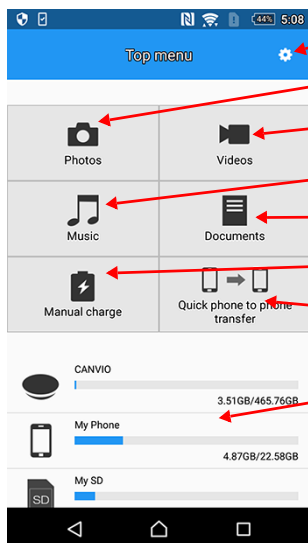 44% 5:08
Top menu
Photos
Videos
Music
Documents
Manual charge
Quick phone to phone
transfer
CANVIO
3.51GB/465.76GB
My Phone
4.87GB/22.58GB
My SD
SD